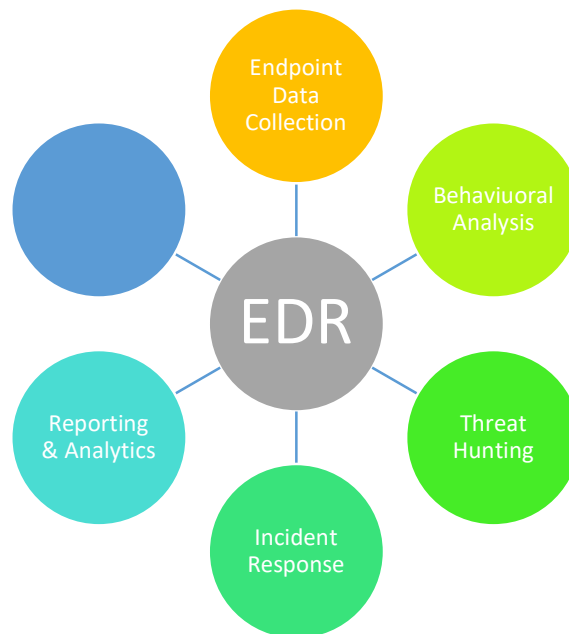 Endpoint
Data
Collection
Behaviuoral
Analysis
EDR
Reporting
& Analytics
Threat
Hunting
Incident
Response